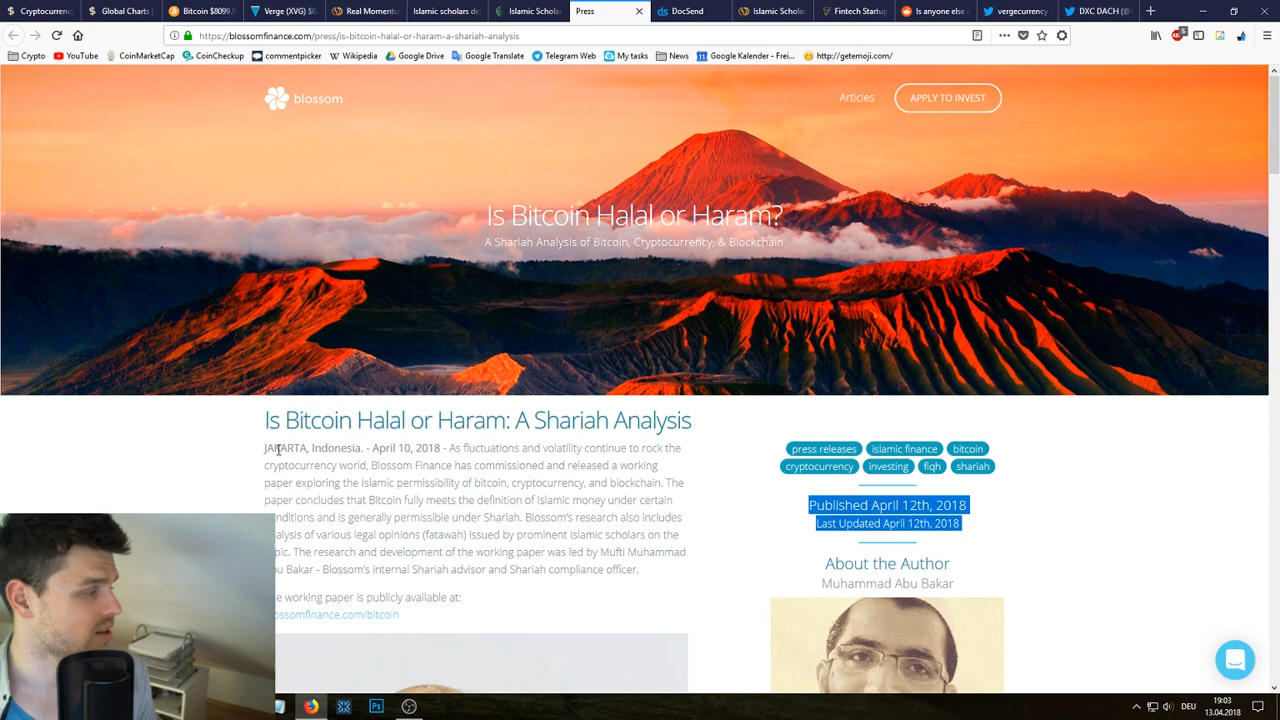 Cryptocurrency
Global Charts |
Bitcoin $8099.
Verge (XVG) $0.
Real Momentu
Islamic scholars de
Islamic Schola
Press
DocSend
Islamic Schola
Fintech Startup
Is anyone else
vergecurrency
DXC DACH (@
https://blossomfinance.com/press/is-bitcoin-halal-or-haram-a-shariah-analysis
Crypto
YouTube
CoinMarketCap
CoinCheckup
commentpicker
Wikipedia
Google Drive
Google Translate
Telegram Web
My tasks
News
Google Kalender - Frei...
http://getemoji.com/
blossom
Articles
APPLY TO INVEST
Is Bitcoin Halal or Haram?
A Shariah Analysis of Bitcoin, Cryptocurrency, & Blockchain
Is Bitcoin Halal or Haram: A Shariah Analysis
JAKARTA, Indonesia. - April 10, 2018 - As fluctuations and volatility continue to rock the
cryptocurrency world, Blossom Finance has commissioned and released a working
paper exploring the Islamic permissibility of bitcoin, cryptocurrency, and blockchain. The
paper concludes that Bitcoin fully meets the definition of Islamic money under certain
conditions and is generally permissible under Shariah. Blossom's research also includes
analysis of various legal opinions (fatawah) issued by prominent Islamic scholars on the
topic. The research and development of the working paper was led by Mufti Muhammad
Abu Bakar - Blossom's internal Shariah advisor and Shariah compliance officer.
The working paper is publicly available at:
blossomfinance.com/bitcoin
press releases
islamic finance
bitcoin
cryptocurrency
investing
fiqh
shariah
Published April 12th, 2018
Last Updated April 12th, 2018
About the Author
Muhammad Abu Bakar
DEU
19:03
13.04.2018